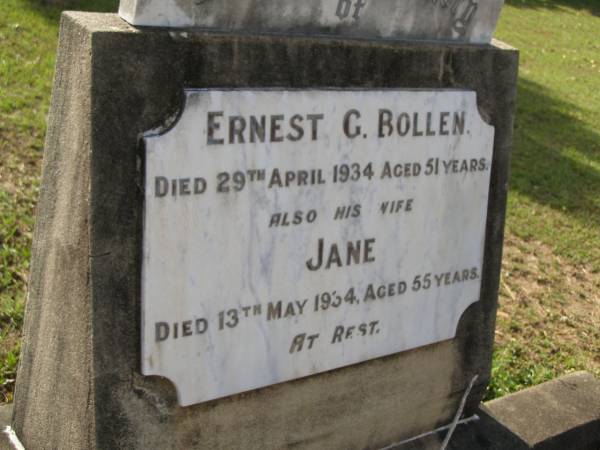 of
ERNEST G. BOLLEN.
DIED 29TH APRIL 1934 AGED 51 YEARS.
ALSO HIS WIFE
JANE
DIED 13TH MAY 1934, AGED 55 YEARS.
AT REST.